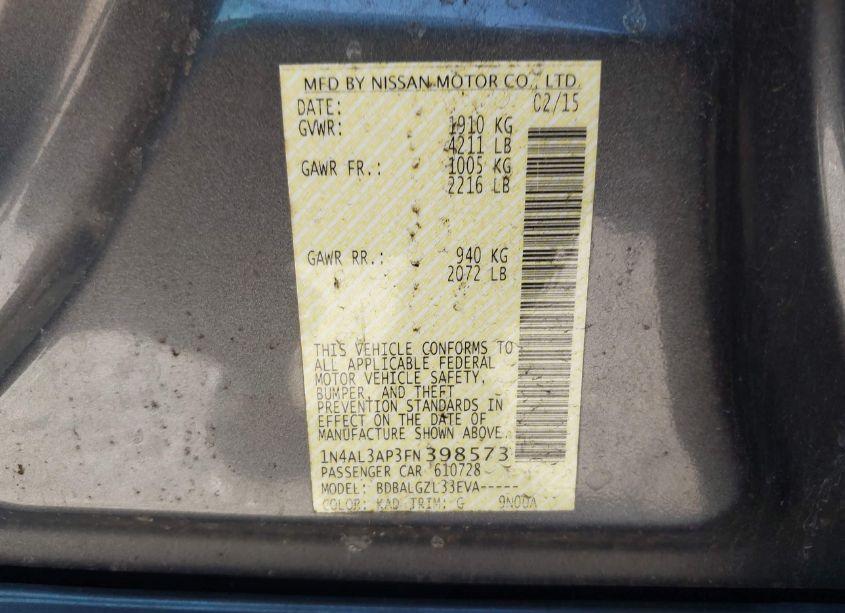 MFD BY NISSAN MOTOR CO., LTD.
DATE: 02/15
GVWR: 1910 KG
4211 LB
GAWR FR.: 1005 KG
2216 LB
GAWR RR.: 940 KG
2072 LB
THIS VEHICLE CONFORMS TO
ALL APPLICABLE FEDERAL
MOTOR VEHICLE SAFETY,
BUMPER, AND THEFT
PREVENTION STANDARDS IN
EFFECT ON THE DATE OF
MANUFACTURE SHOWN ABOVE.
1N4AL3AP3FN398573
PASSENGER CAR 610728
MODEL: BDBALGZL33EVA-----
COLOR: KAD TRIM: G 9N00A